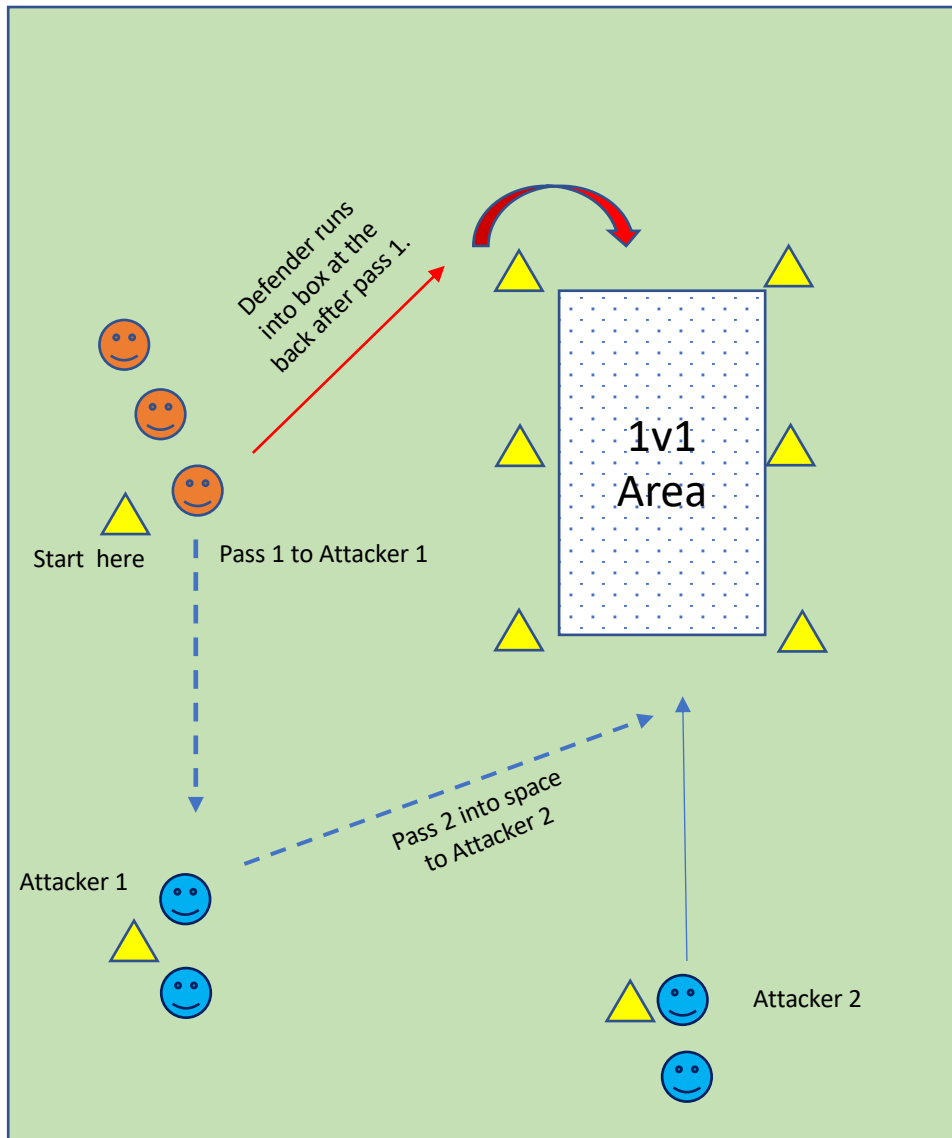 Defender runs
into box at the
back after pass 1.
1v1
Area
Start  here
Pass 1 to Attacker 1
Pass 2 into space
to Attacker 2
Attacker 1
Attacker 2